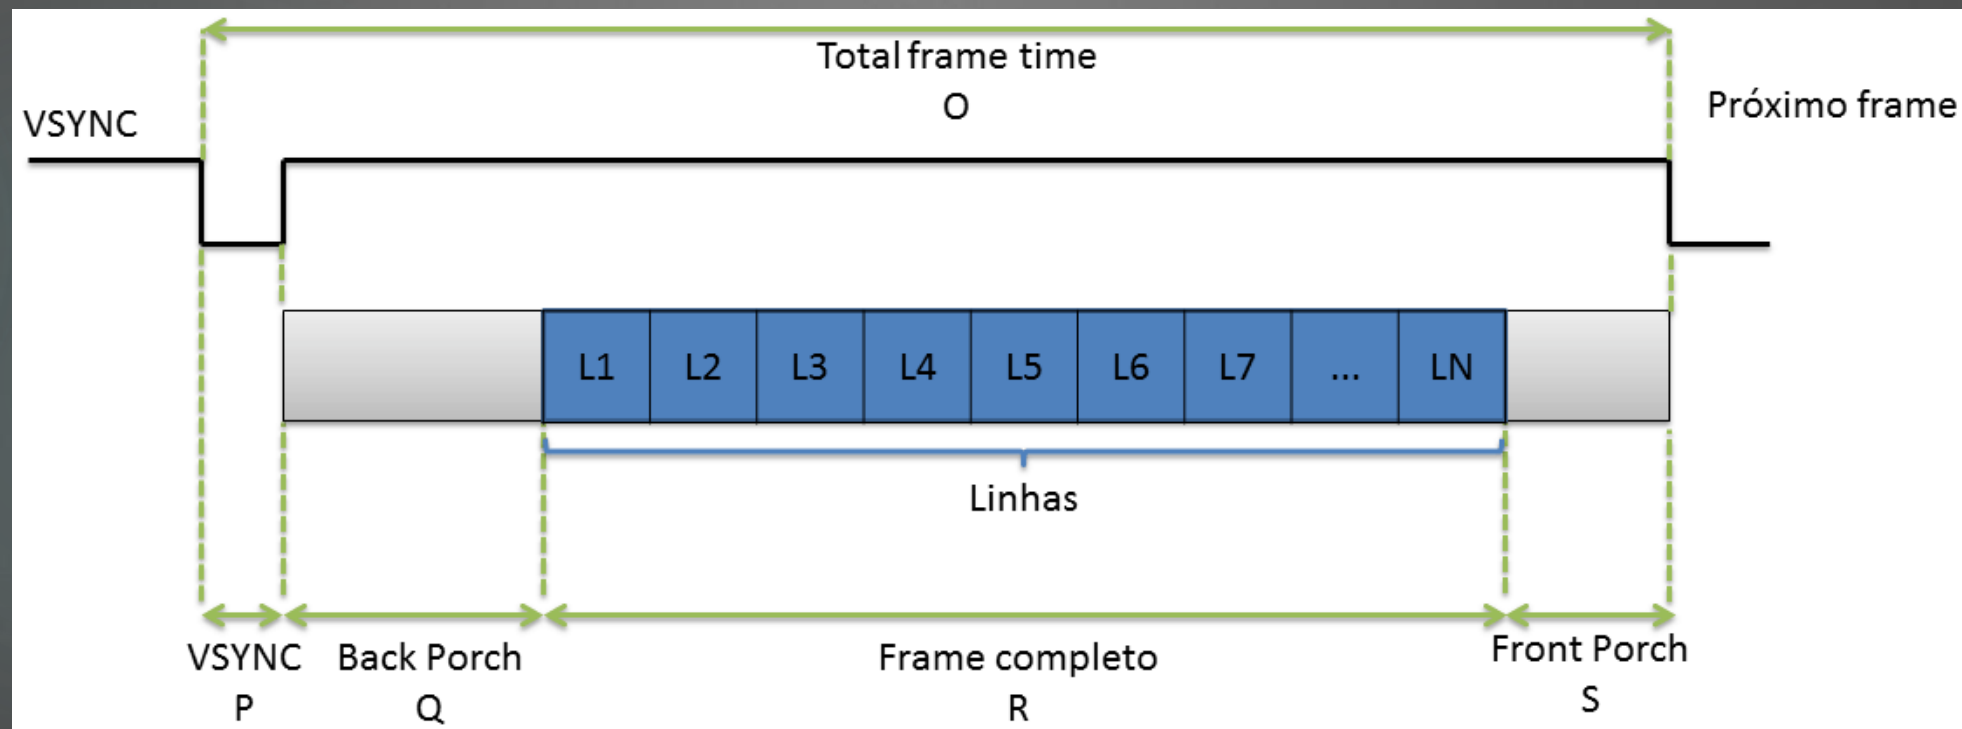 Total frame time
O
VSYNC
Próximo frame
L1 L2 L3 L4 L5 L6 L7 ... LN
Linhas
VSYNC Back Porch Frame completo Front Porch
P Q R S